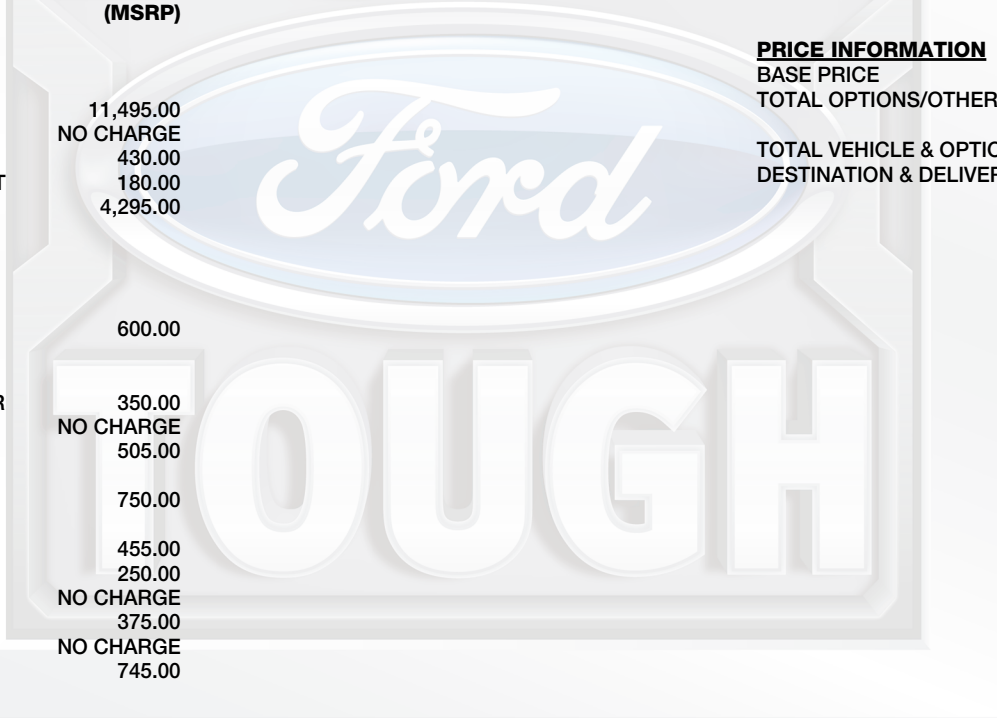 (MSRP)
11,495.00
NO CHARGE
430.00
T 180.00
4,295.00
600.00
R 350.00
NO CHARGE
505.00
750.00
455.00
250.00
NO CHARGE
375.00
NO CHARGE
745.00
PRICE INFORMATION
BASE PRICE
TOTAL OPTIONS/OTHER
TOTAL VEHICLE & OPTIO
DESTINATION & DELIVER
Ford
TOUGH